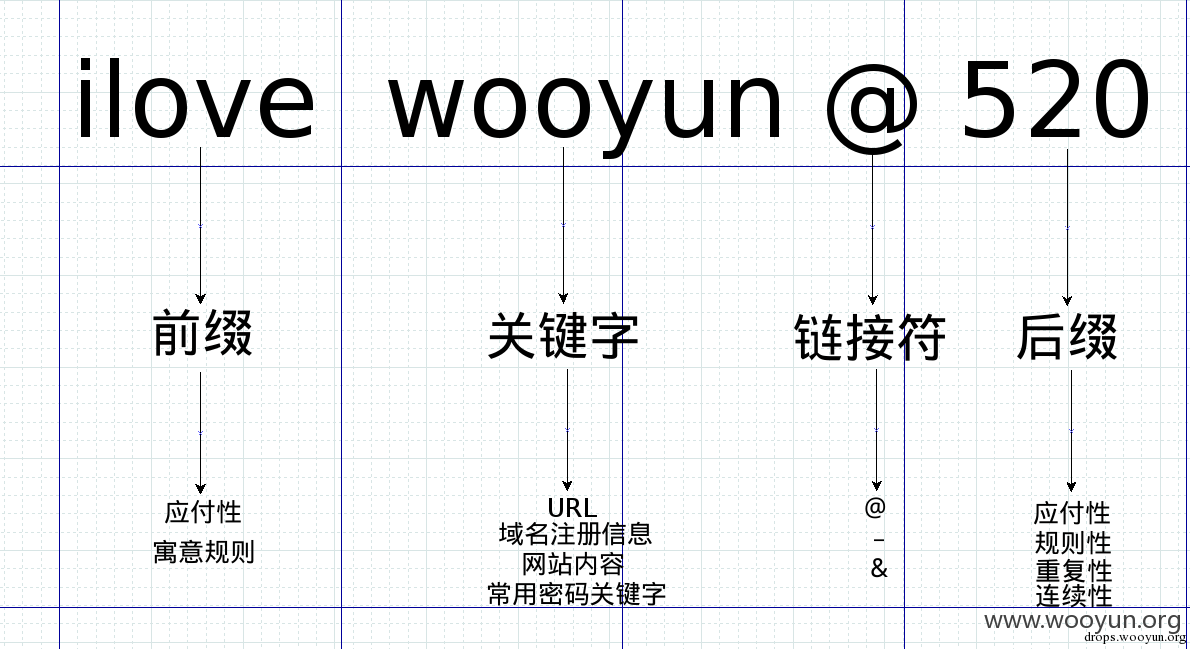 ilove wooyun @ 520
前缀 关键字 链接符 后缀
应付性
寓意规则
URL
域名注册信息
网站内容
常用密码关键字
@
–
&
应付性
规则性
重复性
连续性
www.wooyun.org
drops.wooyun.org